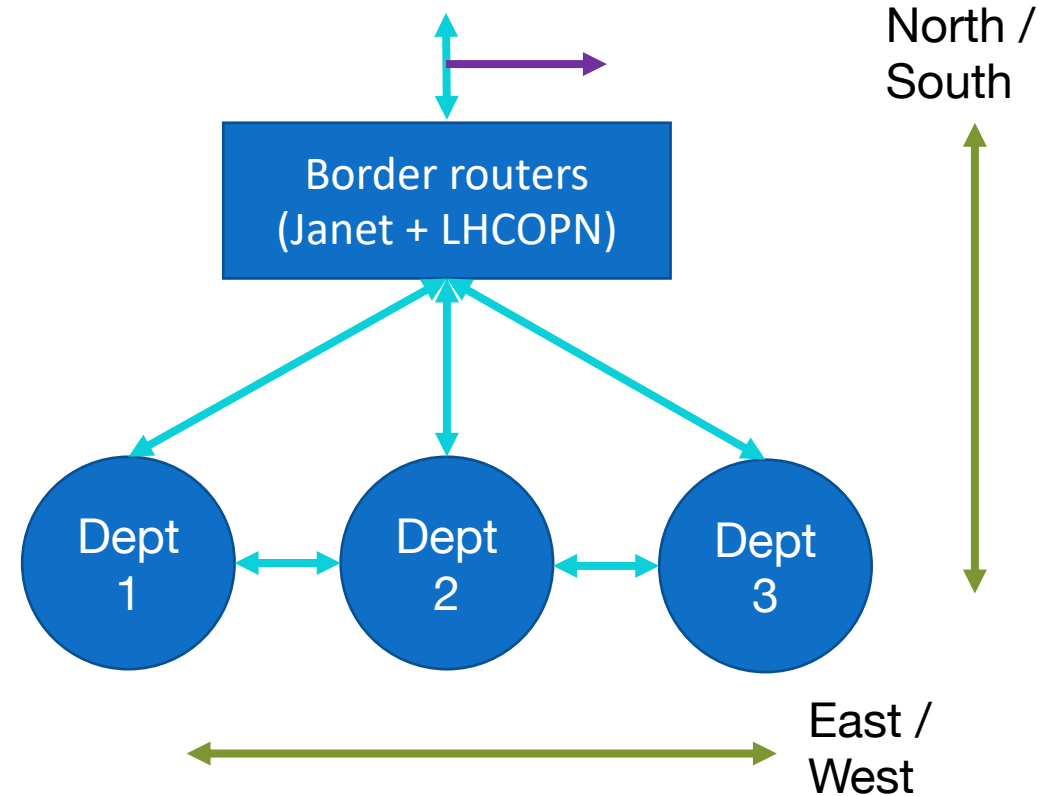 North /
South
Border routers
(Janet + LHCOPN)
Dept
1
Dept
2
Dept
3
East /
West